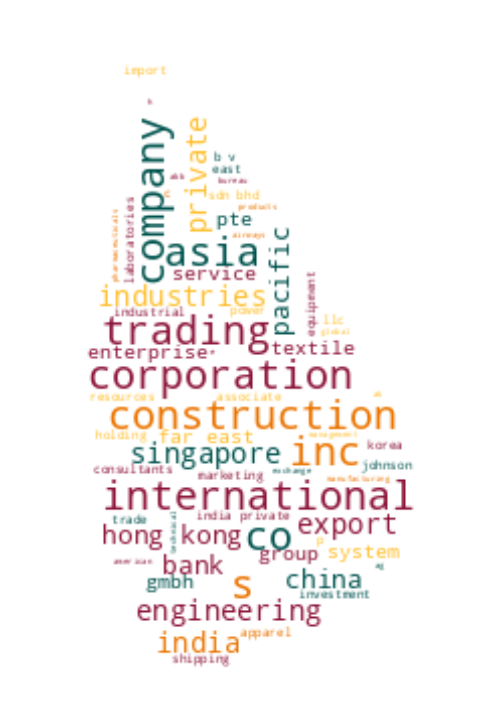 import
company
private
b v
east
abb
bureau
sdn bhd
products
laboratories
pharmaceuticals
pte
airways
asia
pacific
service
equipment
industries
industrial
power
llc
global
trading
enterprise
textile
corporation
resources
associate
construction
holding
far east
management
singapore
inc
korea
consultants
marketing
exchange
johnson
manufacturing
international
trade
india private
export
technical
hong kong
co
group
p
system
american
bank
ag
gmbh
s
china
investment
engineering
india
apparel
shipping